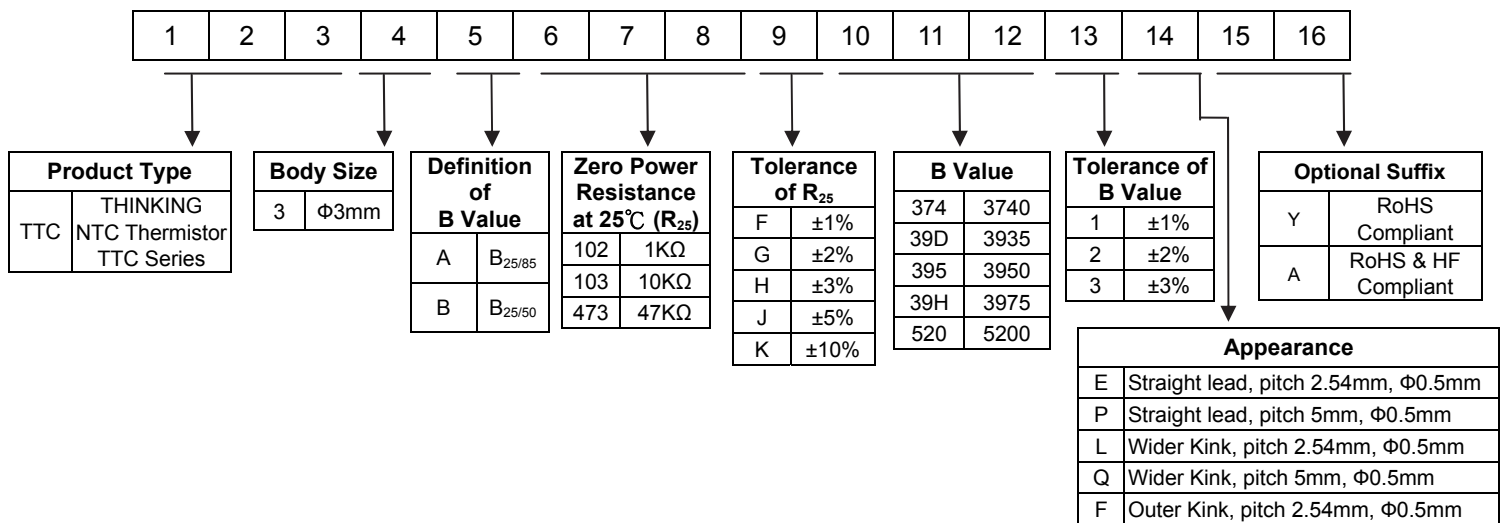 1 2 3 4 5 6 7 8 9 10 11 12 13 14 15 16
Product Type
TTC
THINKING
NTC Thermistor
TTC Series
Body Size
3 Φ3mm
Definition
of
B Value
A B25/85
B B25/50
Zero Power
Resistance
at 25℃ (R25)
102 1KΩ
103 10KΩ
473 47KΩ
Tolerance
of R25
F ±1%
G ±2%
H ±3%
J ±5%
K ±10%
B Value
374 3740
39D 3935
395 3950
39H 3975
520 5200
Tolerance of
B Value
1 ±1%
2 ±2%
3 ±3%
Optional Suffix
Y
RoHS
Compliant
A
RoHS & HF
Compliant
Appearance
E Straight lead, pitch 2.54mm, Φ0.5mm
P Straight lead, pitch 5mm, Φ0.5mm
L Wider Kink, pitch 2.54mm, Φ0.5mm
Q Wider Kink, pitch 5mm, Φ0.5mm
F Outer Kink, pitch 2.54mm, Φ0.5mm